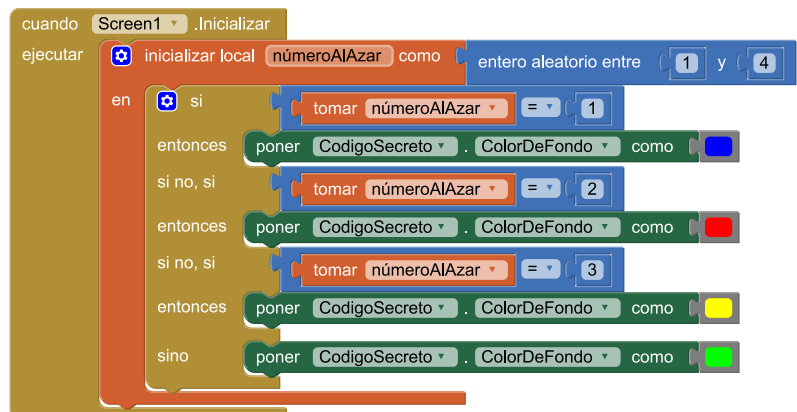 cuando Screen1 .Inicializar
ejecutar inicializar local númeroAlAzar como entero aleatorio entre 1 y 4
en si tomar númeroAlAzar = 1
entonces poner CodigoSecreto . ColorDeFondo como
si no, si tomar númeroAlAzar = 2
entonces poner CodigoSecreto . ColorDeFondo como
si no, si tomar númeroAlAzar = 3
entonces poner CodigoSecreto . ColorDeFondo como
sino poner CodigoSecreto . ColorDeFondo como